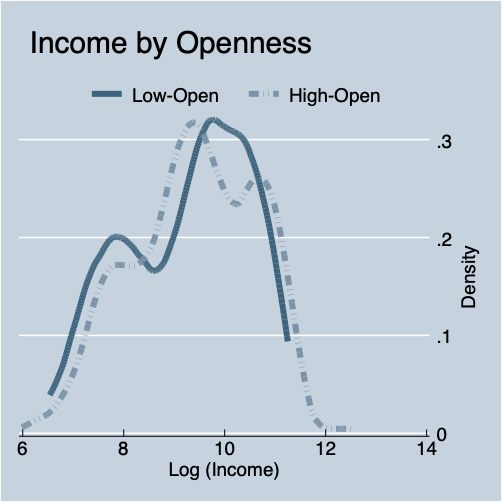 Income by Openness
Low-Open High-Open
.3
.2
.1
0
Density
6 8 10 12 14
Log (Income)